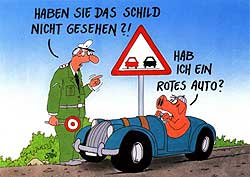 HABEN SIE DAS SCHILD
NICHT GESEHEN?!
HAB
ICH EIN
ROTES AUTO?